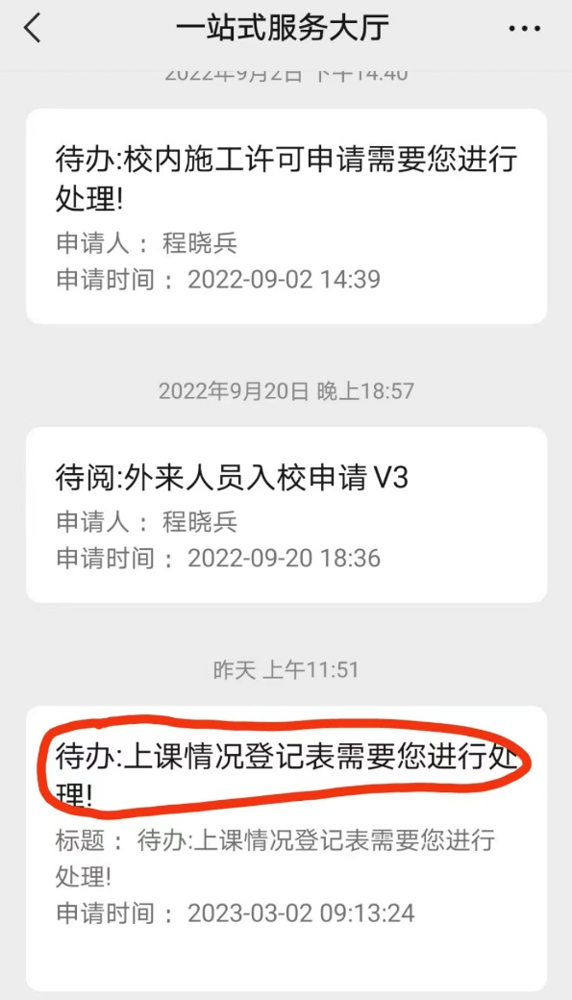 一站式服务大厅
2022年9月2日 下午14:40
待办:校内施工许可申请需要您进行
处理!
申请人： 程晓兵
申请时间： 2022-09-02 14:39
2022年9月20日 晚上18:57
待阅:外来人员入校申请V3
申请人： 程晓兵
申请时间： 2022-09-20 18:36
昨天 上午11:51
待办:上课情况登记表需要您进行处
理!
标题： 待办:上课情况登记表需要您进行
处理!
申请时间： 2023-03-02 09:13:24